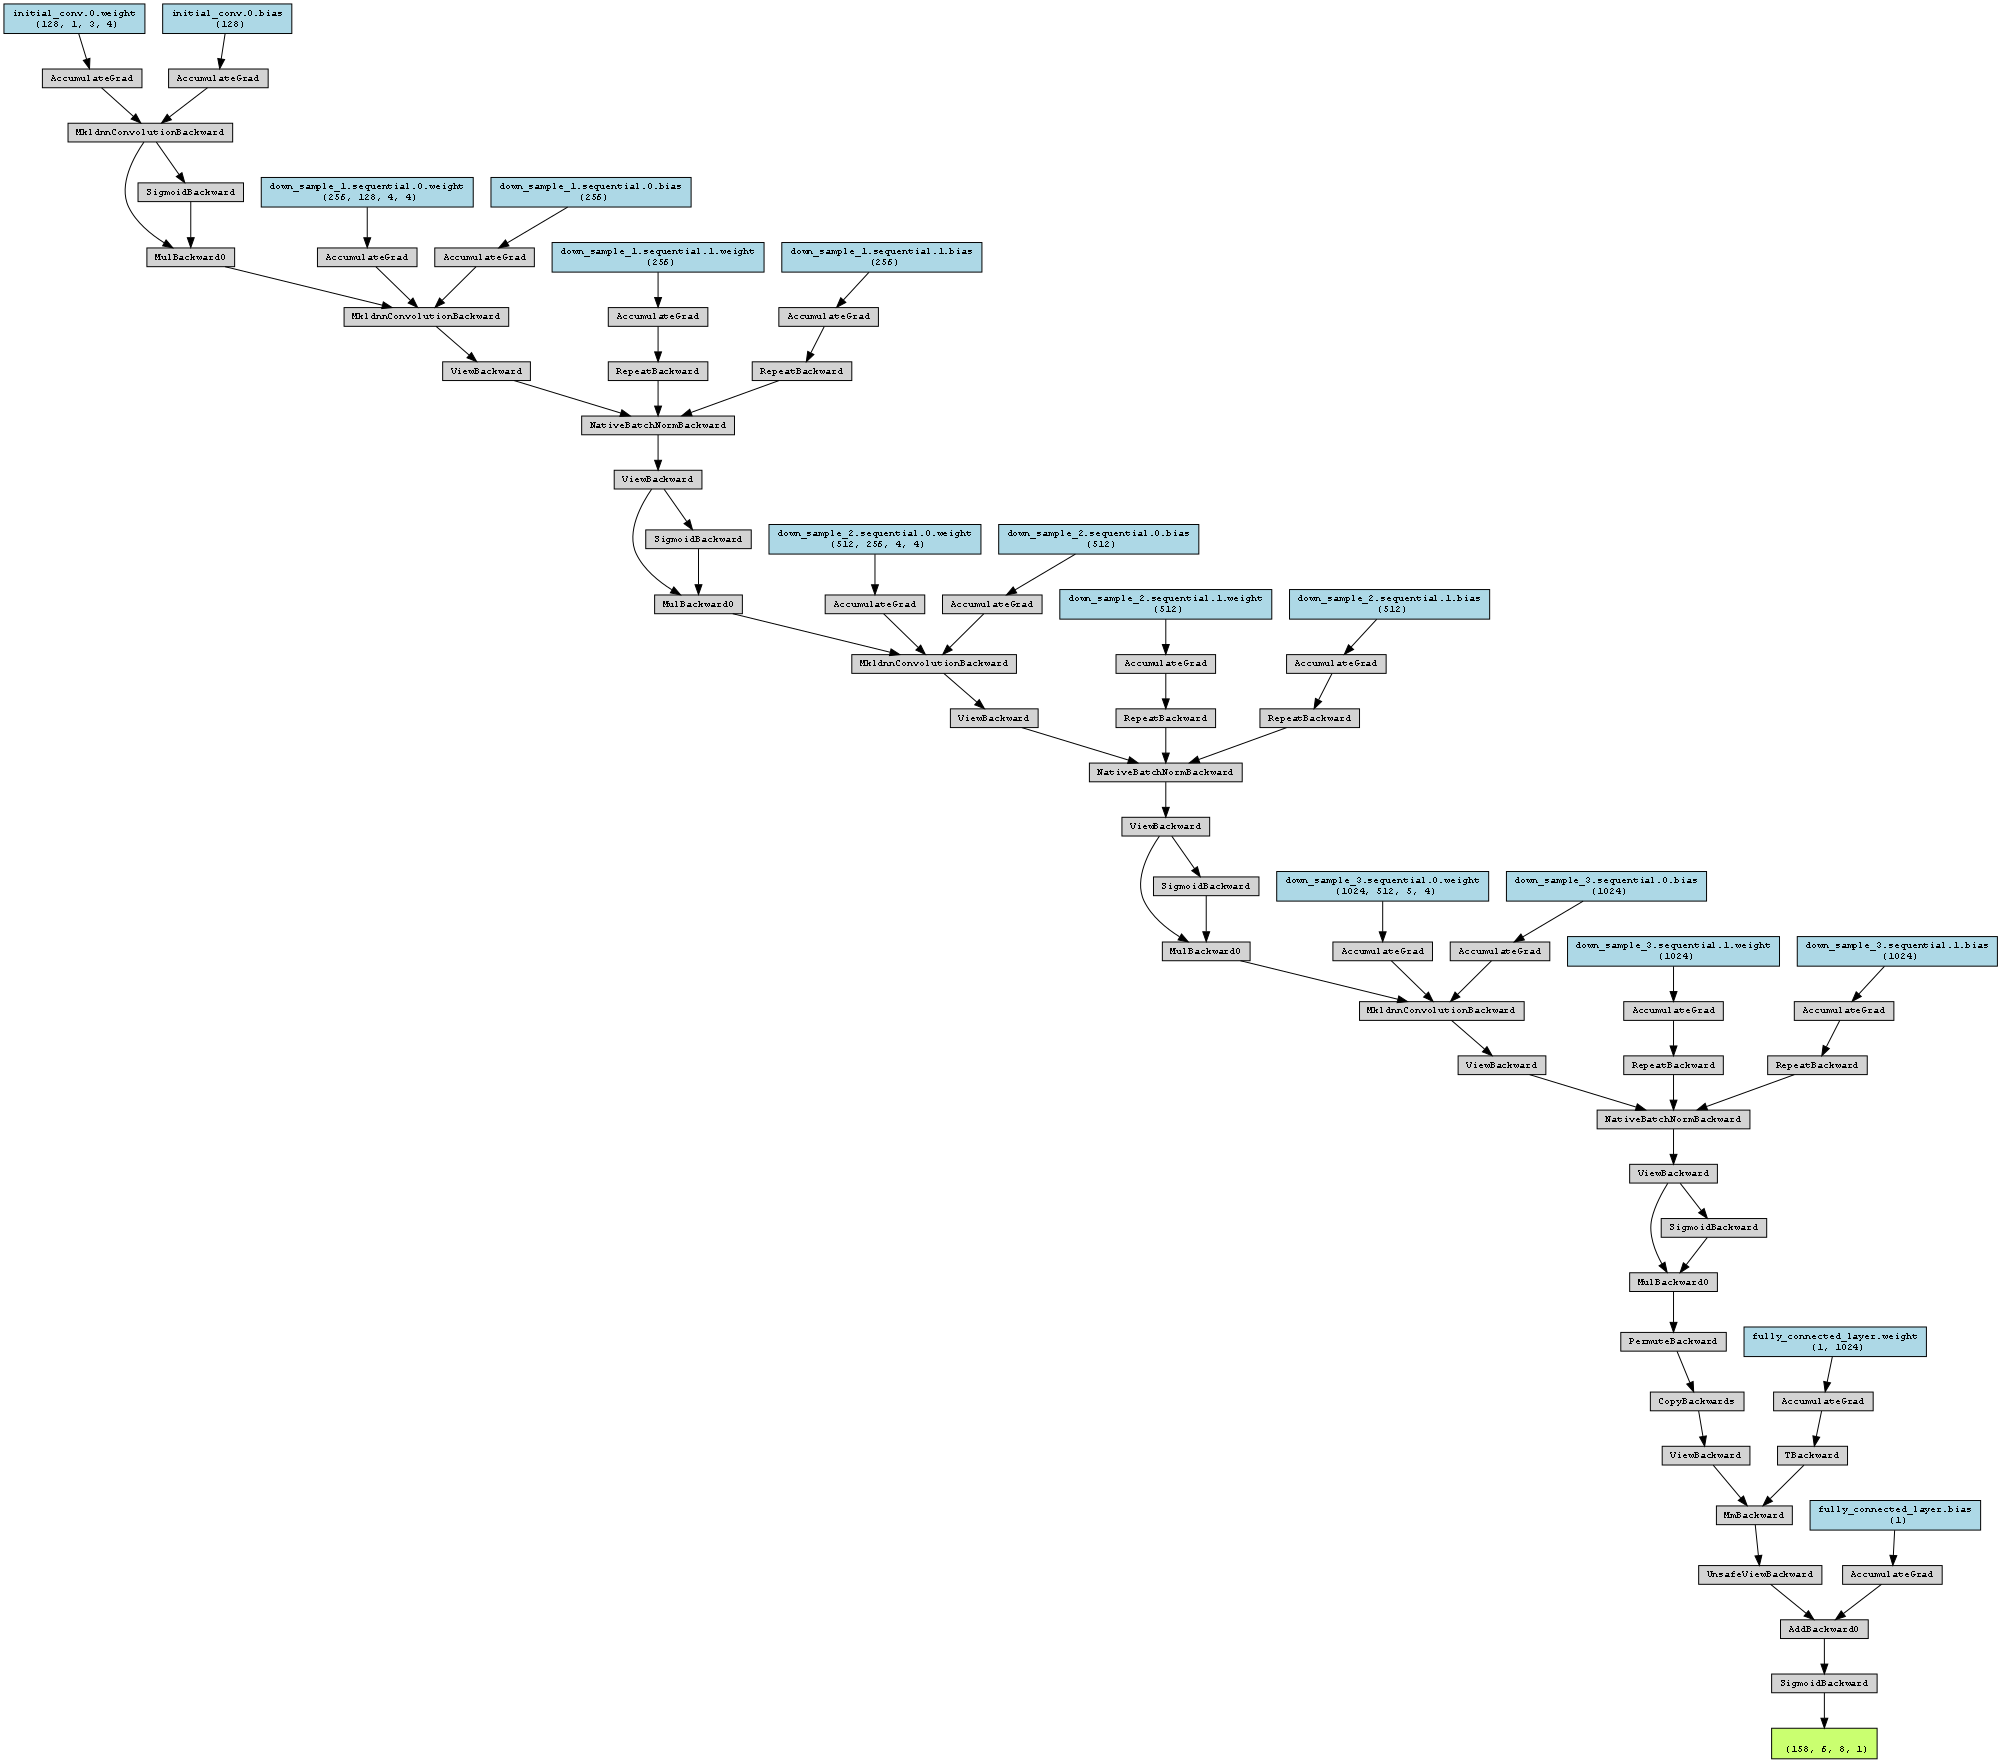 initial_conv.0.weight
(128, 1, 3, 4)
initial_conv.0.bias
(128)
AccumulateGrad
AccumulateGrad
MkldnnConvolutionBackward
SigmoidBackward
down_sample_1.sequential.0.weight
(256, 128, 4, 4)
down_sample_1.sequential.0.bias
(256)
MulBackward0
AccumulateGrad
AccumulateGrad
down_sample_1.sequential.1.weight
(256)
down_sample_1.sequential.1.bias
(256)
MkldnnConvolutionBackward
AccumulateGrad
AccumulateGrad
ViewBackward
RepeatBackward
RepeatBackward
NativeBatchNormBackward
ViewBackward
SigmoidBackward
down_sample_2.sequential.0.weight
(512, 256, 4, 4)
down_sample_2.sequential.0.bias
(512)
MulBackward0
AccumulateGrad
AccumulateGrad
down_sample_2.sequential.1.weight
(512)
down_sample_2.sequential.1.bias
(512)
MkldnnConvolutionBackward
AccumulateGrad
AccumulateGrad
ViewBackward
RepeatBackward
RepeatBackward
NativeBatchNormBackward
ViewBackward
SigmoidBackward
down_sample_3.sequential.0.weight
(1024, 512, 5, 4)
down_sample_3.sequential.0.bias
(1024)
MulBackward0
AccumulateGrad
AccumulateGrad
down_sample_3.sequential.1.weight
(1024)
down_sample_3.sequential.1.bias
(1024)
MkldnnConvolutionBackward
AccumulateGrad
AccumulateGrad
ViewBackward
RepeatBackward
RepeatBackward
NativeBatchNormBackward
ViewBackward
SigmoidBackward
MulBackward0
PermuteBackward
fully_connected_layer.weight
(1, 1024)
CopyBackwards
AccumulateGrad
ViewBackward
TBackward
MmBackward
fully_connected_layer.bias
(1)
UnsafeViewBackward
AccumulateGrad
AddBackward0
SigmoidBackward
(158, 6, 8, 1)